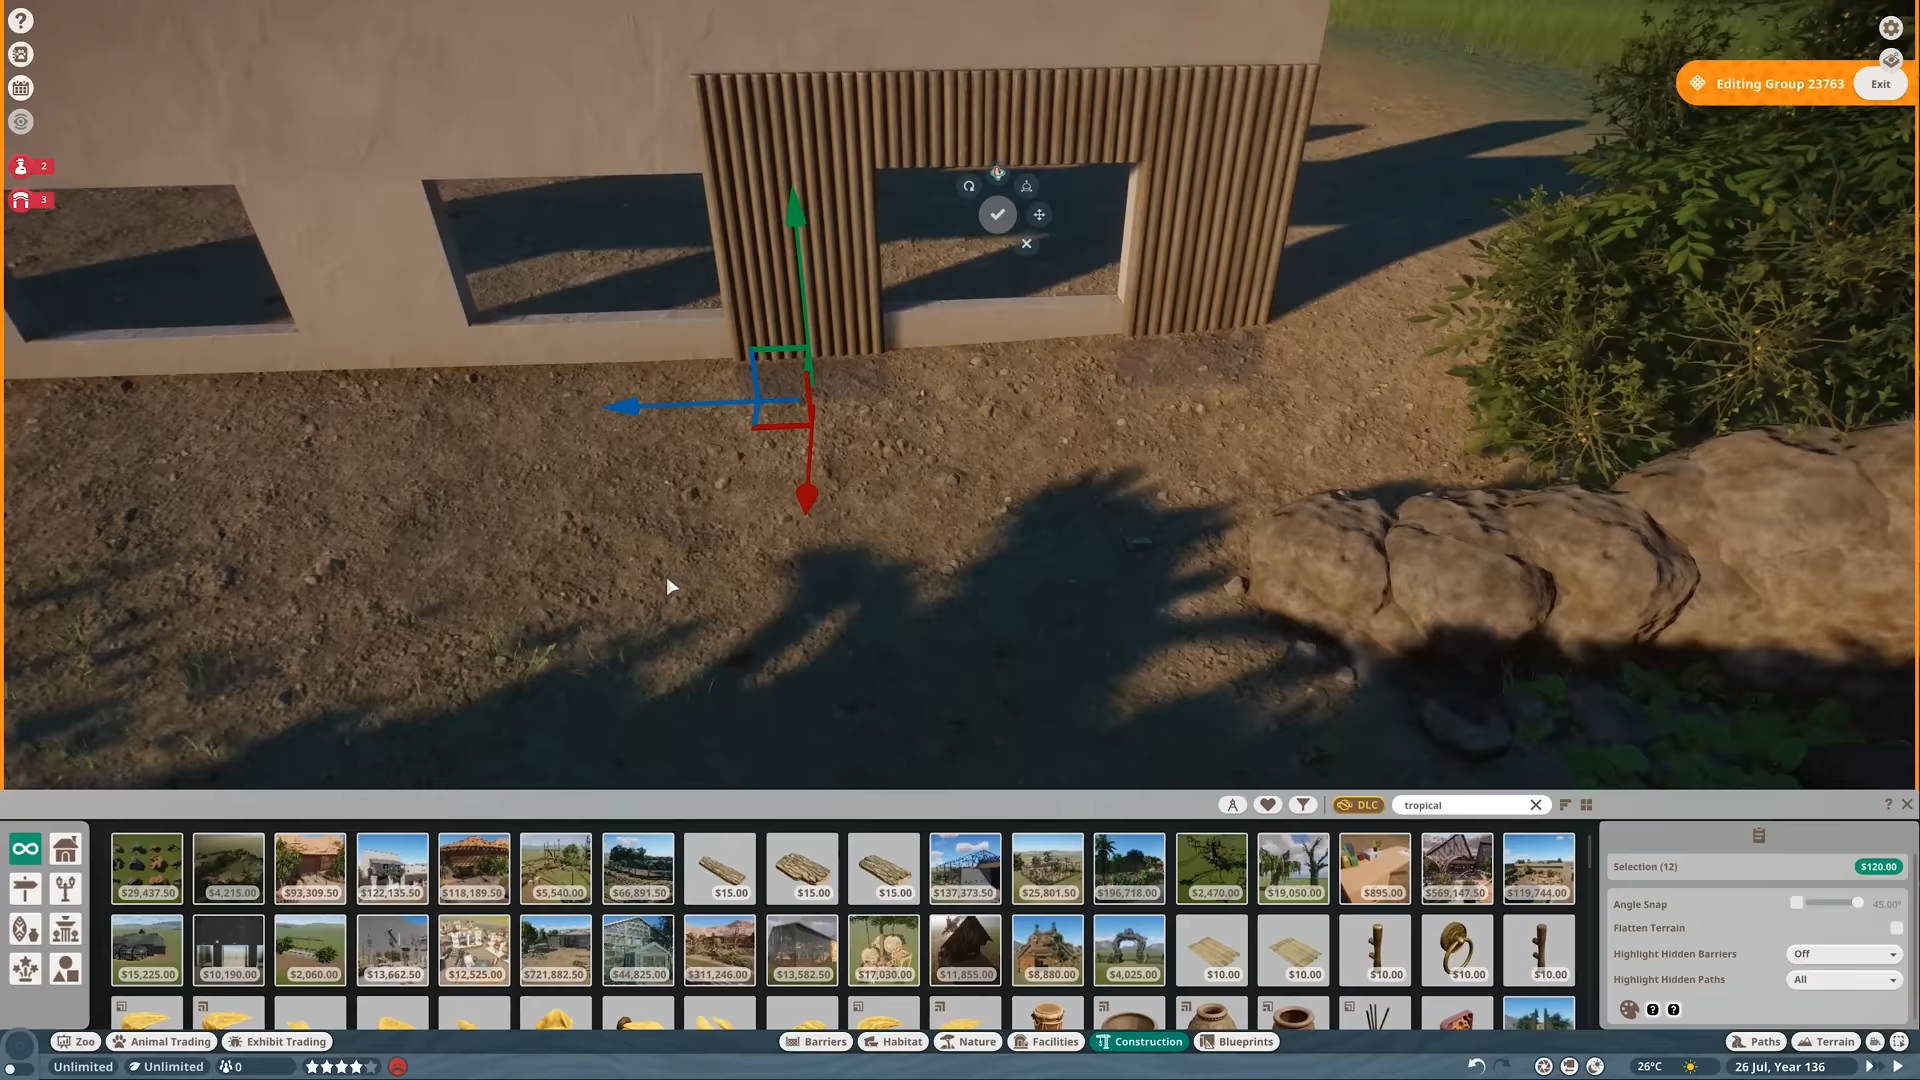 ?
Editing Group 23763
Exit
2
3
DLC
tropical
?
$29,437.50
$4,215.00
$93,309.50
$122,135.50
$118,189.50
$5,540.00
$66,891.50
$15.00
$15.00
$15.00
$137,373.50
$25,801.50
$196,718.00
$2,470.00
$19,050.00
$895.00
$569,147.50
$119,744.00
$15,225.00
$10,190.00
$2,060.00
$13,662.50
$12,525.00
$721,882.50
$44,825.00
$311,246.00
$13,582.50
$17,030.00
$11,855.00
$8,880.00
$4,025.00
$10.00
$10.00
$10.00
$10.00
$10.00
Selection (12)
$120.00
Angle Snap
45.00°
Flatten Terrain
Highlight Hidden Barriers
Off
Highlight Hidden Paths
All
? ?
Zoo
Animal Trading
Exhibit Trading
Barriers
Habitat
Nature
Facilities
Construction
Blueprints
Paths
Terrain
Unlimited
Unlimited
0
26°C
26 Jul, Year 136